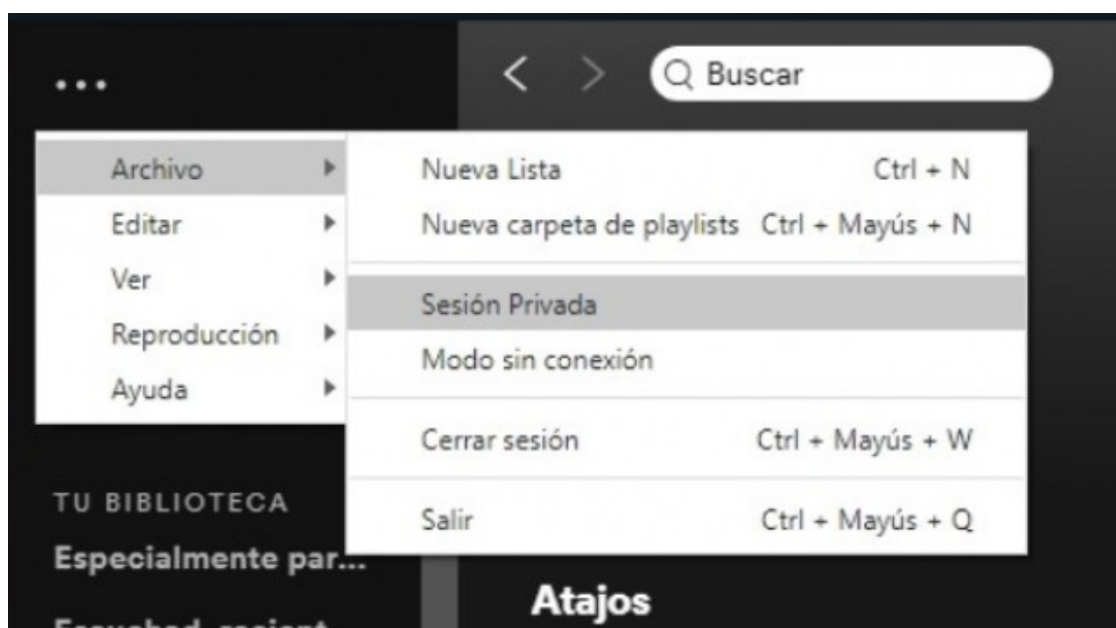 ...
Buscar
Archivo
Editar
Ver
Reproducción
Ayuda
Nueva Lista Ctrl + N
Nueva carpeta de playlists Ctrl + Mayús + N
Sesión Privada
Modo sin conexión
Cerrar sesión Ctrl + Mayús + W
Salir Ctrl + Mayús + Q
TU BIBLIOTECA
Especialmente par...
Atajos